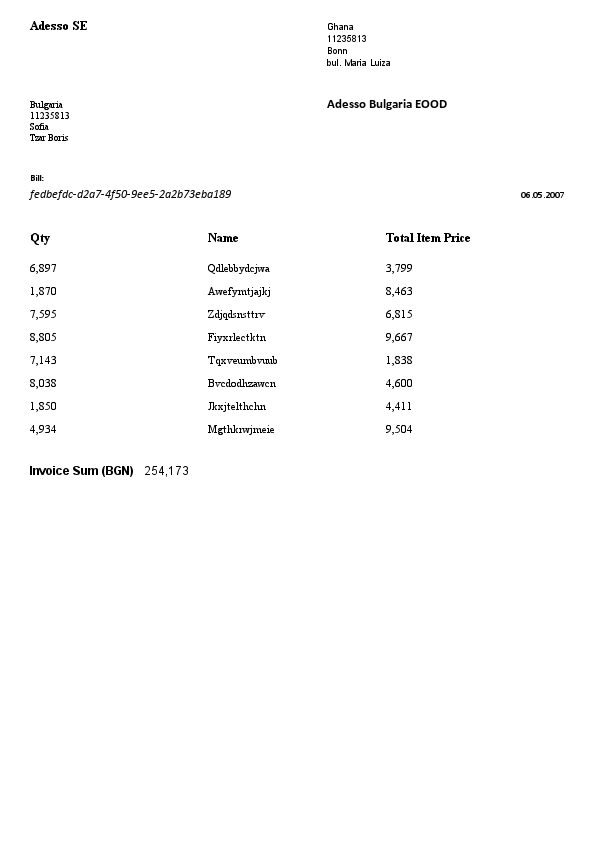 Adesso SE
Ghana
11235813
Bonn
bul. Maria Luiza
Bulgaria
11235813
Sofia
Tzar Boris
Adesso Bulgaria EOOD
Bill:
fedbefdc-d2a7-4f50-9ee5-2a2b73eba189
06.05.2007
Qty Name Total Item Price
6,897 Qdlebbydcjwa 3,799
1,870 Awefymtjajkj 8,463
7,595 Zdjqdsnsttrv 6,815
8,805 Fiyxrlectktn 9,667
7,143 Tqxveumbvuub 1,838
8,038 Bvcdodhzawcn 4,600
1,850 Jkxjtelthchn 4,411
4,934 Mgthkrwjmeie 9,504
Invoice Sum (BGN) 254,173